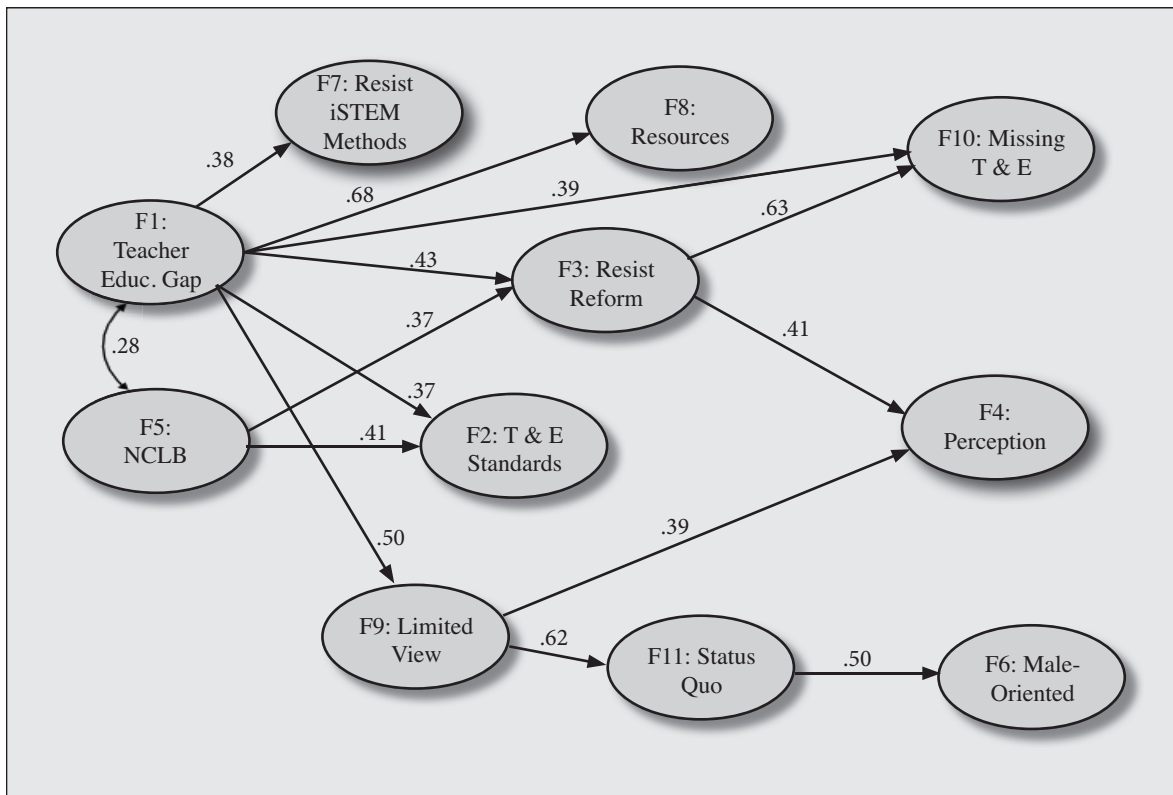 F7: Resist
iSTEM
Methods
F8:
Resources
F10: Missing
T & E
.38
.68
.39
.63
F1:
Teacher
Educ. Gap
.43
F3: Resist
Reform
.37
.41
.28
.37
F5:
NCLB
.41
F2: T & E
Standards
F4:
Perception
.50
.39
F9: Limited
View
.62
F11: Status
Quo
.50
F6: Male-
Oriented